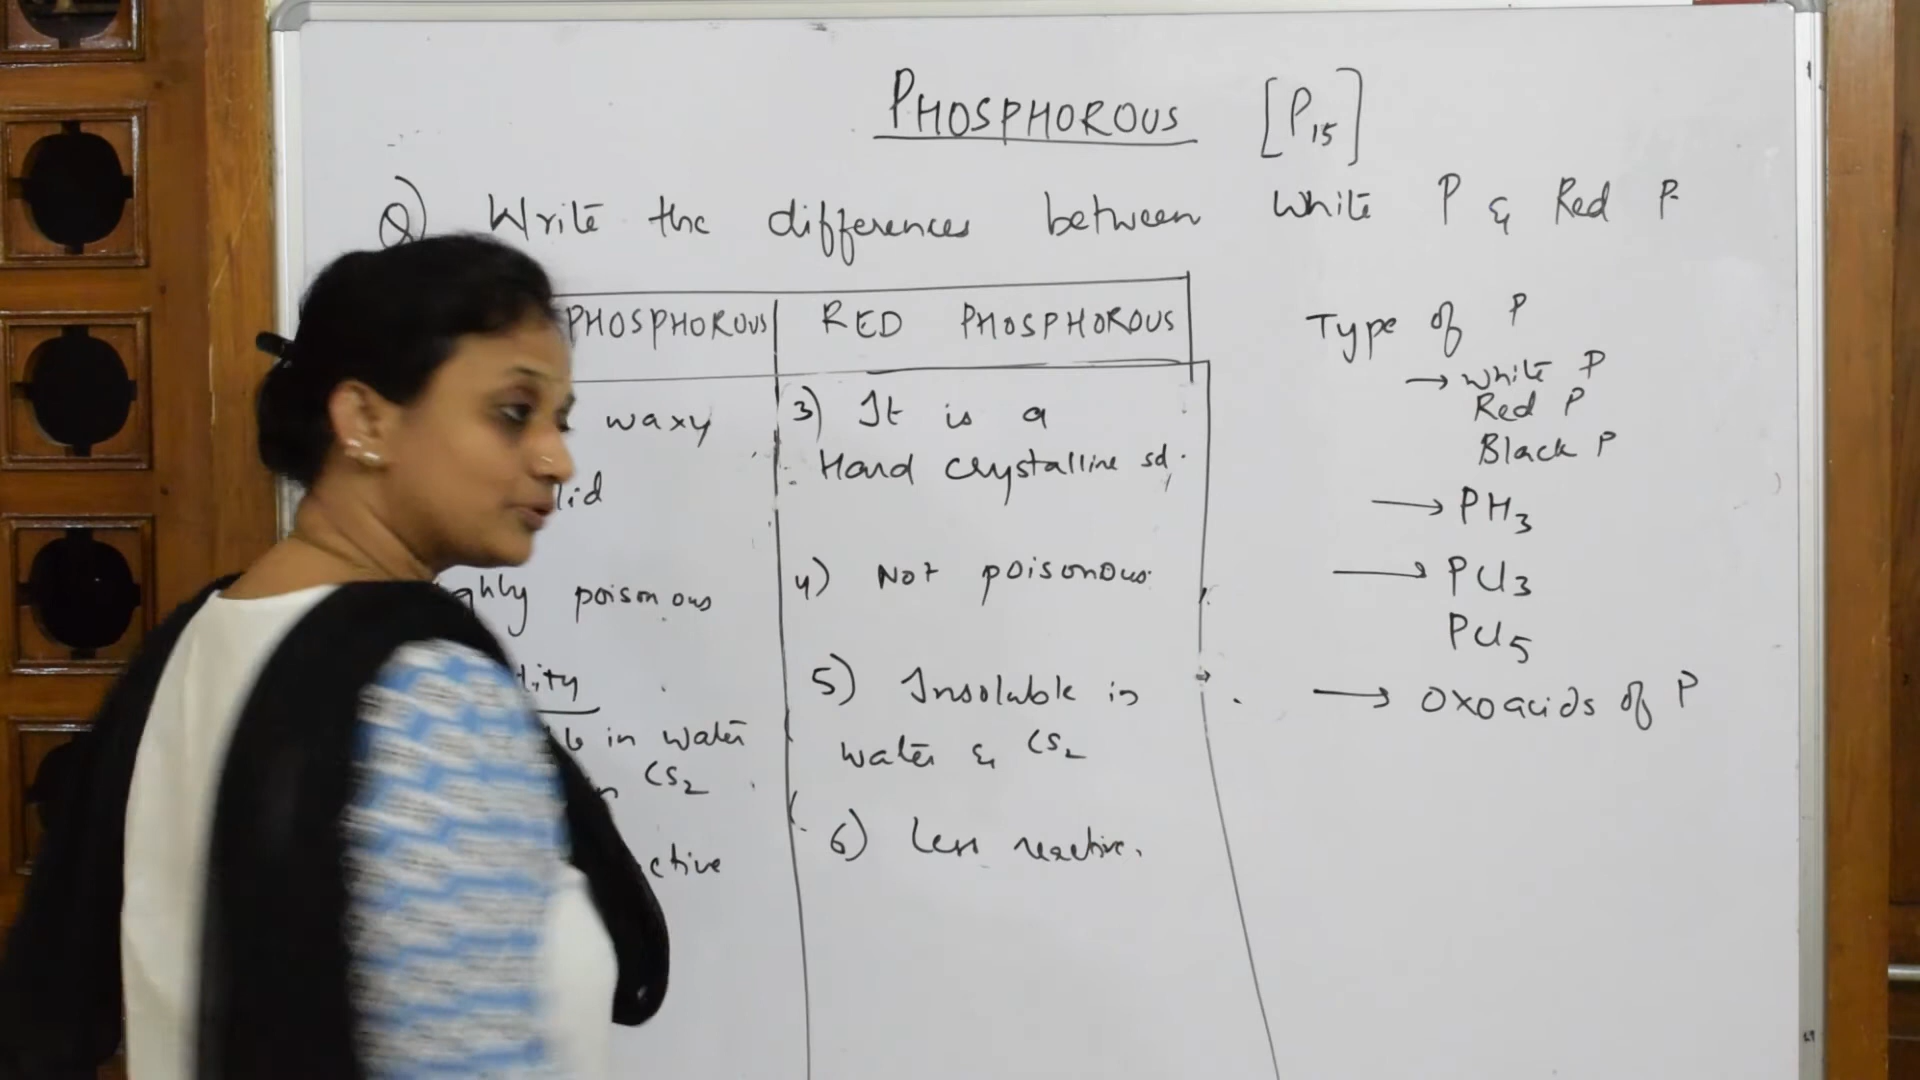 PHOSPHOROUS [P15]
Q) Write the differences between White P & Red P
PHOSPHOROUS RED PHOSPHOROUS
waxy
3) It is a
Hard crystalline sd.
poisonous
4) Not poisonous.
in water
CS2
5) Insoluble in
water & CS2
6) Less reactive.
Type of P
→ White P
Red P
Black P
→ PH3
→ PCl3
PCl5
→ Oxoacids of P